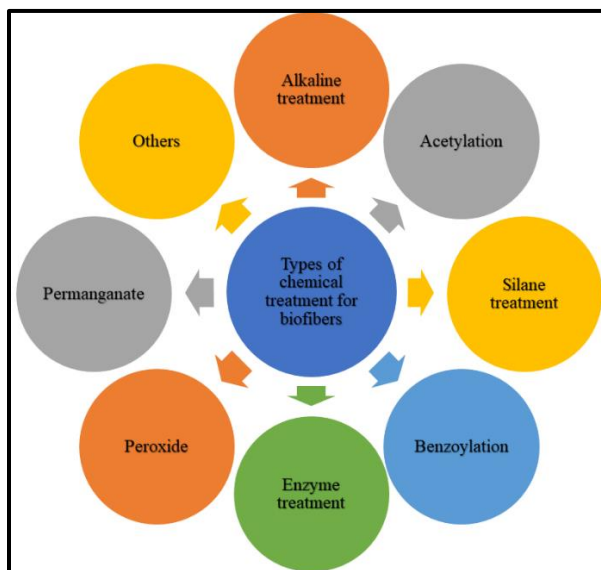 Alkaline
treatment
Others
Acetylation
Types of
chemical
treatment for
biofibers
Permanganate
Silane
treatment
Peroxide
Benzoylation
Enzyme
treatment